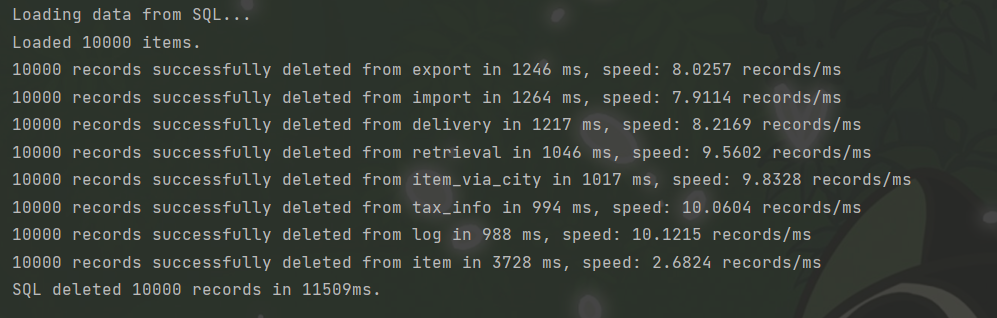 Loading data from SQL...
Loaded 10000 items.
10000 records successfully deleted from export in 1246 ms, speed: 8.0257 records/ms
10000 records successfully deleted from import in 1264 ms, speed: 7.9114 records/ms
10000 records successfully deleted from delivery in 1217 ms, speed: 8.2169 records/ms
10000 records successfully deleted from retrieval in 1046 ms, speed: 9.5602 records/ms
10000 records successfully deleted from item_via_city in 1017 ms, speed: 9.8328 records/ms
10000 records successfully deleted from tax_info in 994 ms, speed: 10.0604 records/ms
10000 records successfully deleted from log in 988 ms, speed: 10.1215 records/ms
10000 records successfully deleted from item in 3728 ms, speed: 2.6824 records/ms
SQL deleted 10000 records in 11509ms.